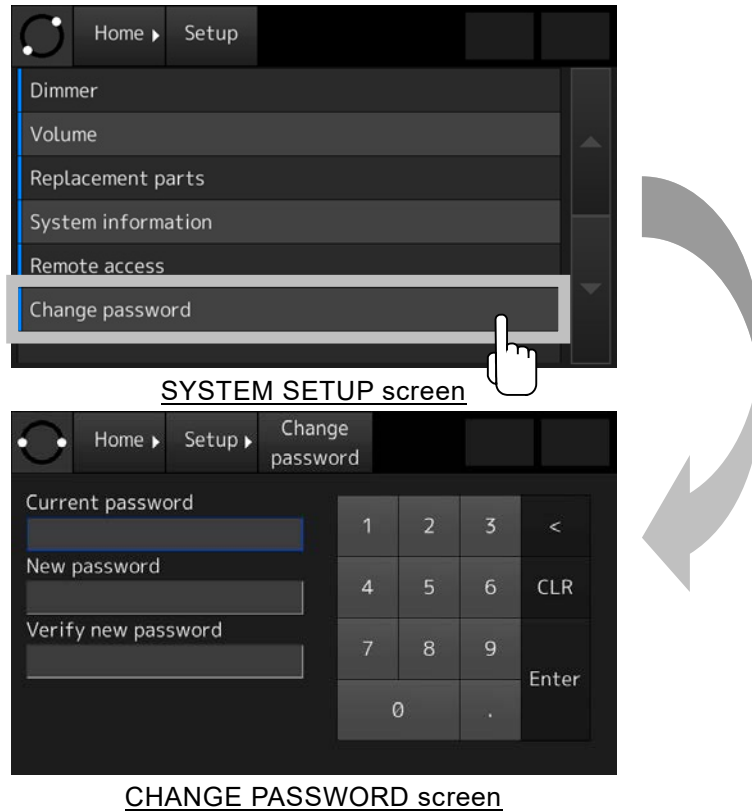 Home Setup
Dimmer
Volume
Replacement parts
System information
Remote access
Change password
SYSTEM SETUP screen
Home Setup Change
password
Current password
New password
Verify new password
1 2 3 <
4 5 6 CLR
7 8 9
Enter
0 .
CHANGE PASSWORD screen